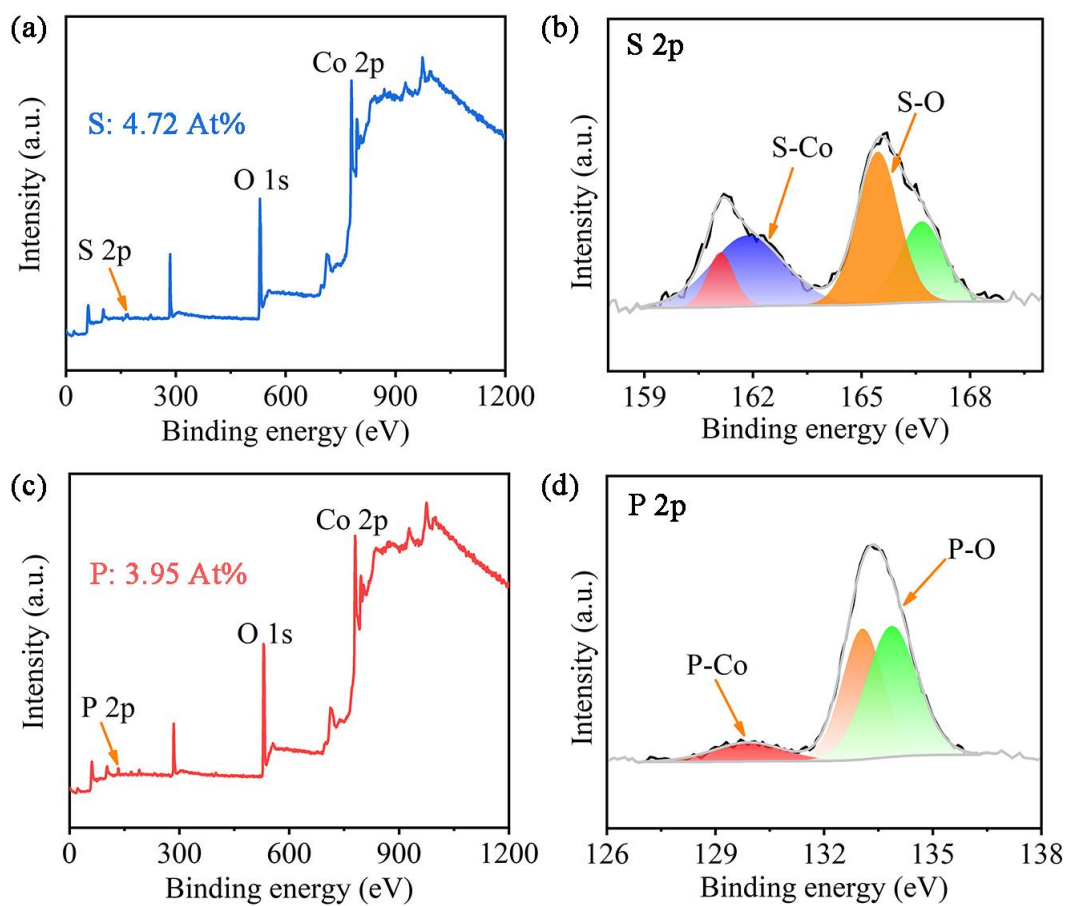 (a)
Co 2p
S: 4.72 At%
O 1s
S 2p
Intensity (a.u.)
0 300 600 900 1200
Binding energy (eV)
(b)
S 2p
S-O
S-Co
Intensity (a.u.)
159 162 165 168
Binding energy (eV)
(c)
Co 2p
P: 3.95 At%
O 1s
P 2p
Intensity (a.u.)
0 300 600 900 1200
Binding energy (eV)
(d)
P 2p
P-O
P-Co
Intensity (a.u.)
126 129 132 135 138
Binding energy (eV)